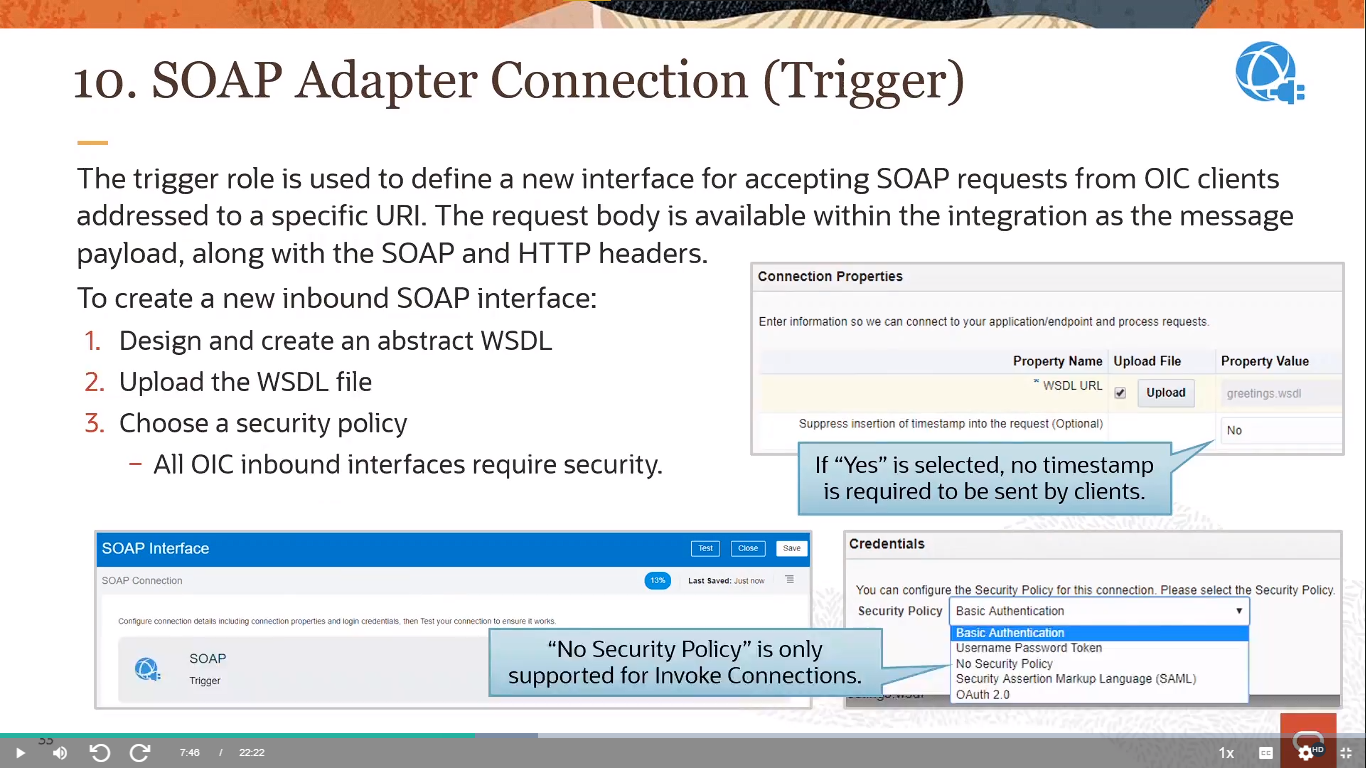 10. SOAP Adapter Connection (Trigger)
The trigger role is used to define a new interface for accepting SOAP requests from OIC clients
addressed to a specific URI. The request body is available within the integration as the message
payload, along with the SOAP and HTTP headers.
To create a new inbound SOAP interface:
1. Design and create an abstract WSDL
2. Upload the WSDL file
3. Choose a security policy
– All OIC inbound interfaces require security.
Connection Properties
Enter information so we can connect to your application/endpoint and process requests.
Property Name Upload File Property Value
* WSDL URL Upload greetings.wsdl
Suppress insertion of timestamp into the request (Optional) No
If “Yes” is selected, no timestamp
is required to be sent by clients.
SOAP Interface Test Close Save
SOAP Connection 13% Last Saved: Just now
Configure connection details including connection properties and login credentials, then Test your connection to ensure it works.
SOAP
Trigger
“No Security Policy” is only
supported for Invoke Connections.
Credentials
You can configure the Security Policy for this connection. Please select the Security Policy.
Security Policy Basic Authentication
Basic Authentication
Username Password Token
No Security Policy
Security Assertion Markup Language (SAML)
OAuth 2.0
7:46 / 22:22 1x CC HD